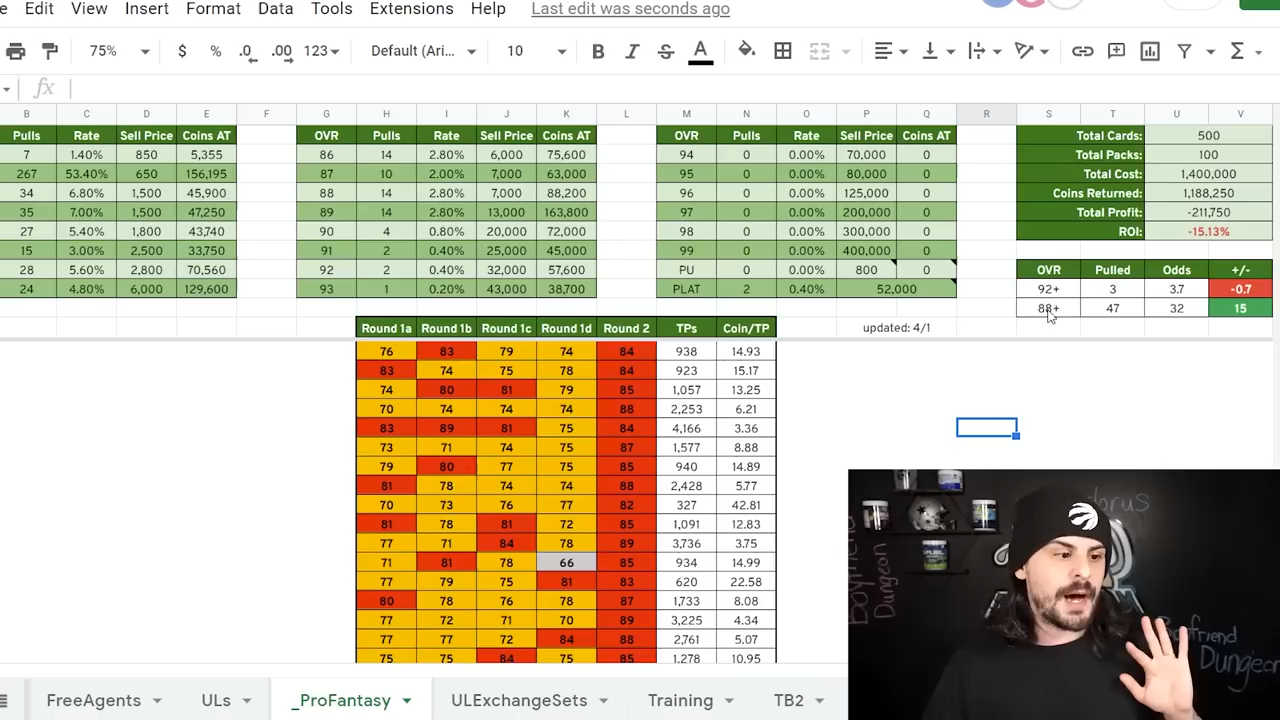 e Edit View Insert Format Data Tools Extensions Help Last edit was seconds ago
75% $ % .0 .00 123 Default (Ari... 10 B I S A
fx
B C D E F G H I J K L M N O P Q R S T U V
Pulls Rate Sell Price Coins AT OVR Pulls Rate Sell Price Coins AT OVR Pulls Rate Sell Price Coins AT Total Cards: 500
7 1.40% 850 5,355 86 14 2.80% 6,000 75,600 94 0 0.00% 70,000 0 Total Packs: 100
267 53.40% 650 156,195 87 10 2.00% 7,000 63,000 95 0 0.00% 80,000 0 Total Cost: 1,400,000
34 6.80% 1,500 45,900 88 14 2.80% 7,000 88,200 96 0 0.00% 125,000 0 Coins Returned: 1,188,250
35 7.00% 1,500 47,250 89 14 2.80% 13,000 163,800 97 0 0.00% 200,000 0 Total Profit: -211,750
27 5.40% 1,800 43,740 90 4 0.80% 20,000 72,000 98 0 0.00% 300,000 0 ROI: -15.13%
15 3.00% 2,500 33,750 91 2 0.40% 25,000 45,000 99 0 0.00% 400,000 0
28 5.60% 2,800 70,560 92 2 0.40% 32,000 57,600 PU 0 0.00% 800 0 OVR Pulled Odds +/-
24 4.80% 6,000 129,600 93 1 0.20% 43,000 38,700 PLAT 2 0.40% 52,000 92+ 3 3.7 -0.7
88+ 47 32 15
Round 1a Round 1b Round 1c Round 1d Round 2 TPs Coin/TP updated: 4/1
76 83 79 74 84 938 14.93
83 74 75 78 84 923 15.17
74 80 81 79 85 1,057 13.25
70 74 74 74 88 2,253 6.21
83 89 81 75 84 4,166 3.36
73 71 74 75 87 1,577 8.88
79 80 77 75 85 940 14.89
81 78 74 74 88 2,428 5.77
70 73 76 77 82 327 42.81
81 78 81 72 85 1,091 12.83
77 71 84 78 89 3,736 3.75
71 81 78 66 85 934 14.99
77 79 75 81 83 620 22.58
80 78 76 78 87 1,733 8.08
77 72 71 70 89 3,225 4.34
77 77 72 84 88 2,761 5.07
75 75 84 75 85 1,278 10.95
Boyfriend
Dungeon
Boyfriend
Dungeon
FreeAgents ULs _ProFantasy ULExchangeSets Training TB2